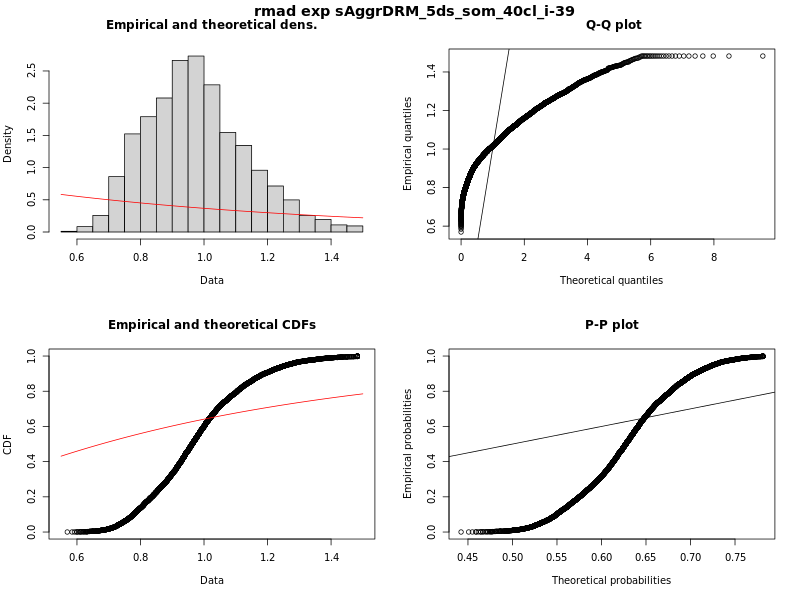 rmad exp sAggrDRM_5ds_som_40cl_i-39
Empirical and theoretical dens.
Density
0.0 0.5 1.0 1.5 2.0 2.5
0.6 0.8 1.0 1.2 1.4
Data
Q-Q plot
Empirical quantiles
0.6 0.8 1.0 1.2 1.4
0 2 4 6 8
Theoretical quantiles
Empirical and theoretical CDFs
CDF
0.0 0.2 0.4 0.6 0.8 1.0
0.6 0.8 1.0 1.2 1.4
Data
P-P plot
Empirical probabilities
0.0 0.2 0.4 0.6 0.8 1.0
0.45 0.50 0.55 0.60 0.65 0.70 0.75
Theoretical probabilities